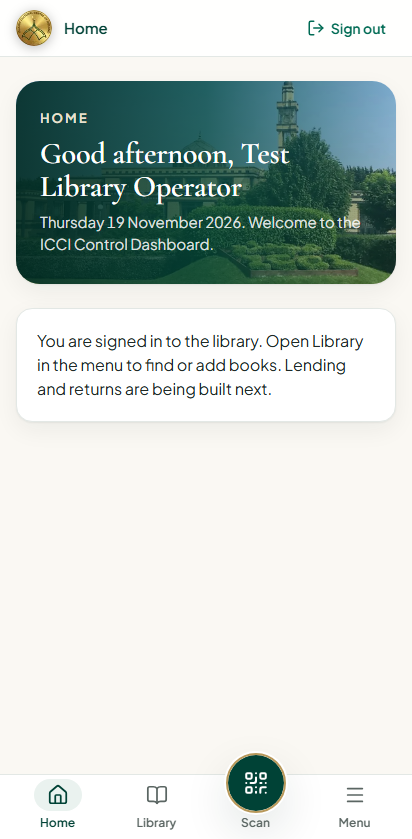 Home
Sign out
HOME
Good afternoon, Test
Library Operator
Thursday 19 November 2026. Welcome to the
ICCI Control Dashboard.
You are signed in to the library. Open Library
in the menu to find or add books. Lending
and returns are being built next.
Home
Library
Scan
Menu